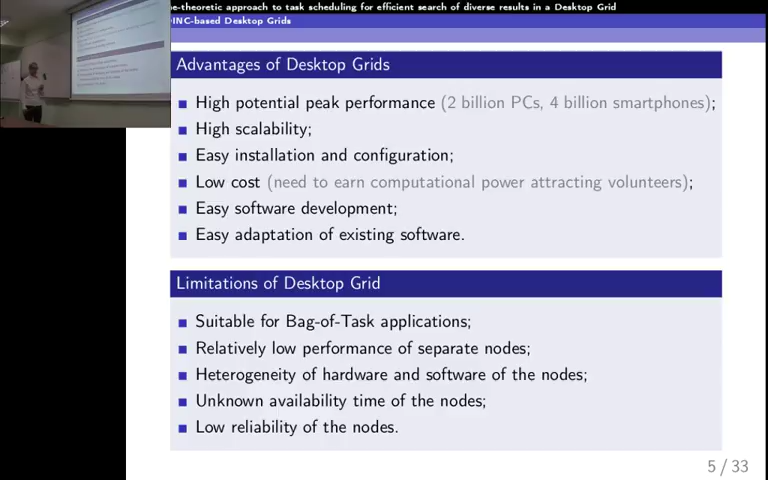 approach to task scheduling for efficient search of diverse results in a Desktop Grid
Desktop Grids
Advantages of Desktop Grids
High potential peak performance (2 billion PCs, 4 billion smartphones);
High scalability;
Easy installation and configuration;
Low cost (need to earn computational power attracting volunteers);
Easy software development;
Easy adaptation of existing software.
Limitations of Desktop Grid
Suitable for Bag-of-Task applications;
Relatively low performance of separate nodes;
Heterogeneity of hardware and software of the nodes;
Unknown availability time of the nodes;
Low reliability of the nodes.
5 / 33